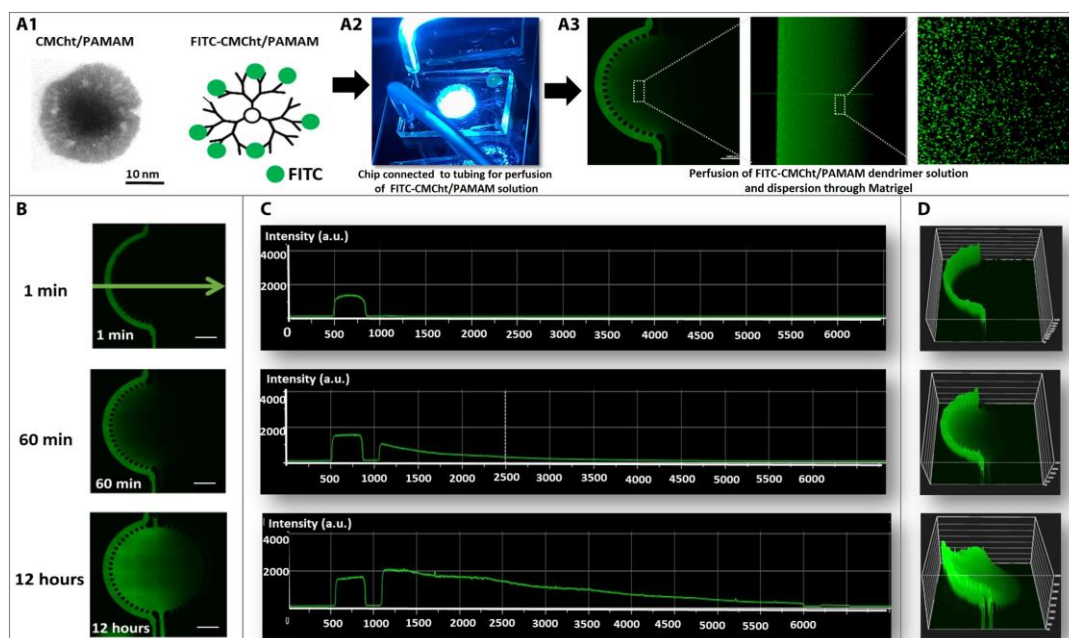 A1
CMCht/PAMAM
10 nm
FITC-CMCht/PAMAM
FITC
A2
Chip connected to tubing for perfusion
of FITC-CMCht/PAMAM solution
A3
Perfusion of FITC-CMCht/PAMAM dendrimer solution
and dispersion through Matrigel
B
1 min
1 min
60 min
60 min
12 hours
12 hours
C
Intensity (a.u.)
4000
2000
0 500 1000 1500 2000 2500 3000 3500 4000 4500 5000 5500 6000
Intensity (a.u.)
4000
2000
0
500 1000 1500 2000 2500 3000 3500 4000 4500 5000 5500 6000
Intensity (a.u.)
4000
2000
0 500 1000 1500 2000 2500 3000 3500 4000 4500 5000 5500 6000
D